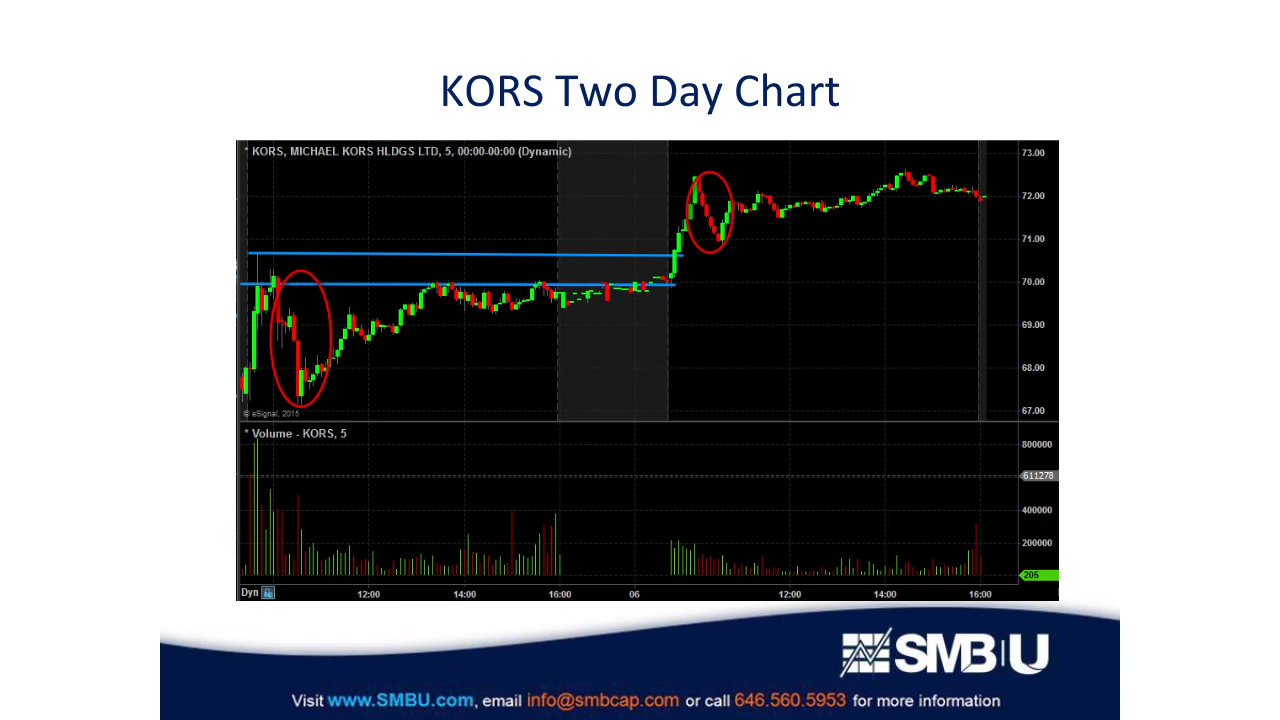 KORS Two Day Chart
* KORS, MICHAEL KORS HLDGS LTD, 5, 00:00-00:00 (Dynamic)
73.00
72.00
71.00
70.00
69.00
68.00
67.00
© eSignal, 2015
* Volume - KORS, 5
800000
611278
400000
200000
205
Dyn 12:00 14:00 16:00 06 12:00 14:00 16:00
SMB U
Visit www.SMBU.com, email info@smbcap.com or call 646.560.5953 for more information